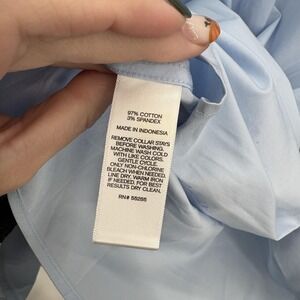 97% COTTON
3% SPANDEX
MADE IN INDONESIA
REMOVE COLLAR STAYS
BEFORE WASHING.
MACHINE WASH COLD
WITH LIKE COLORS.
GENTLE CYCLE.
ONLY NON-CHLORINE
BLEACH WHEN NEEDED.
LINE DRY. WARM IRON
IF NEEDED. FOR BEST
RESULTS DRY CLEAN.
RN# 55285